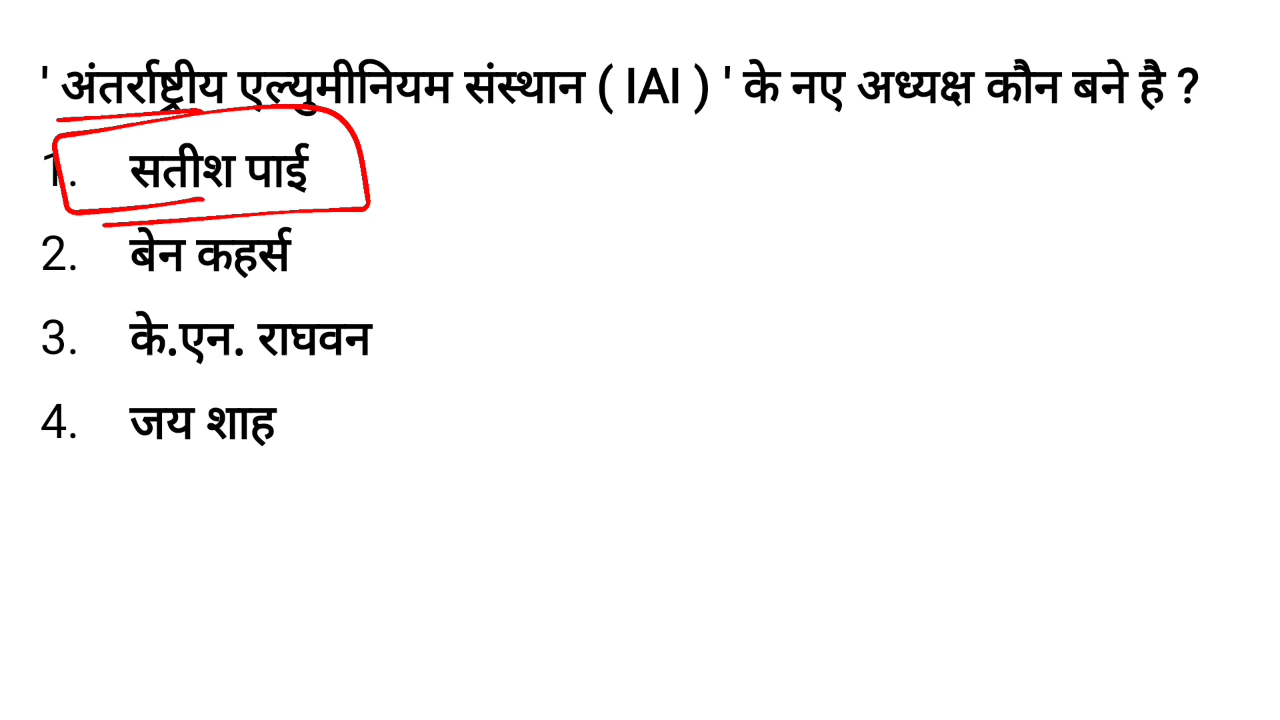 ' अंतर्राष्ट्रीय एल्युमीनियम संस्थान ( IAI ) ' के नए अध्यक्ष कौन बने है ?
1. सतीश पाई
2. बेन कहर्स
3. के.एन. राघवन
4. जय शाह